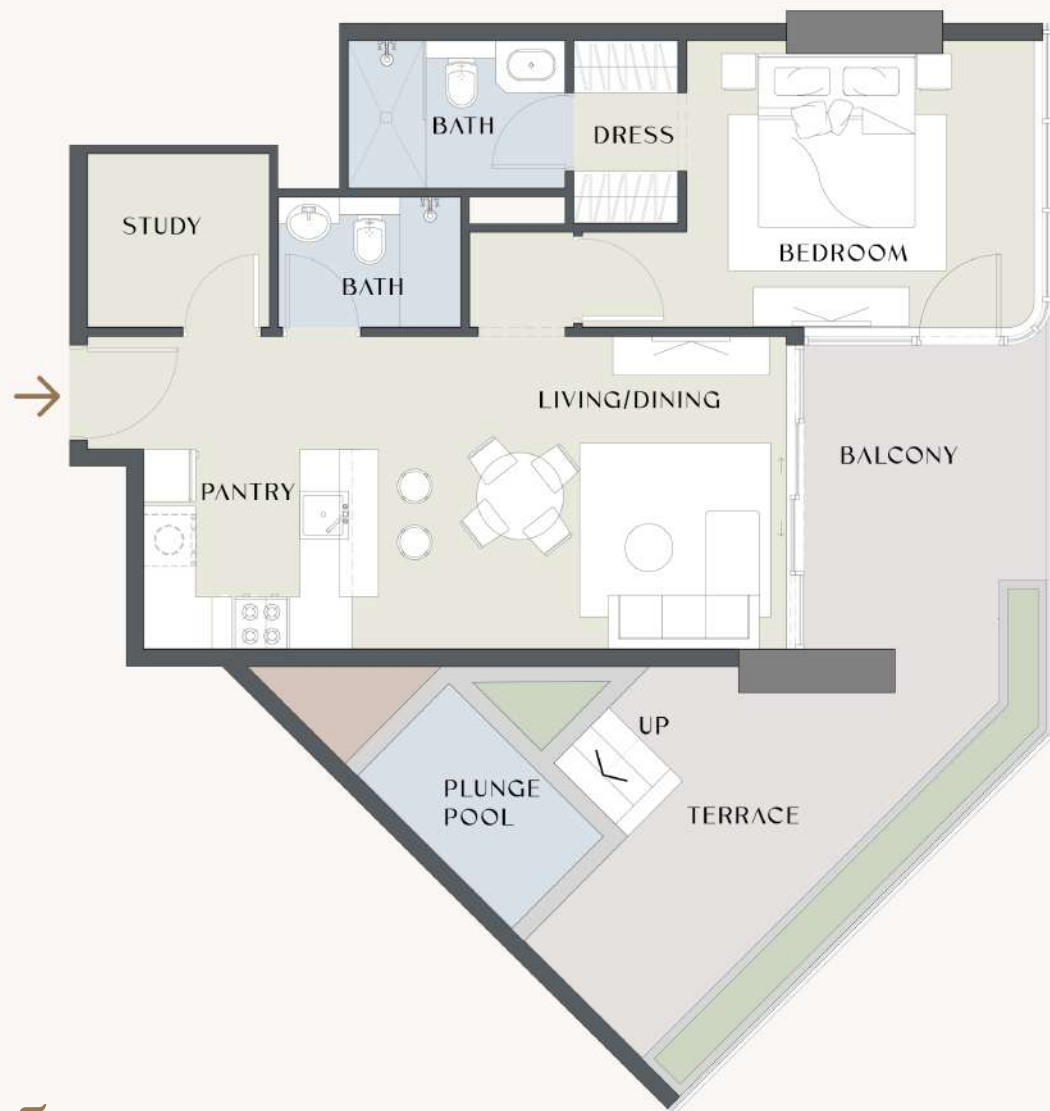 BATH
DRESS
STUDY
BEDROOM
BATH
LIVING/DINING
BALCONY
PANTRY
UP
PLUNGE
POOL
TERRACE